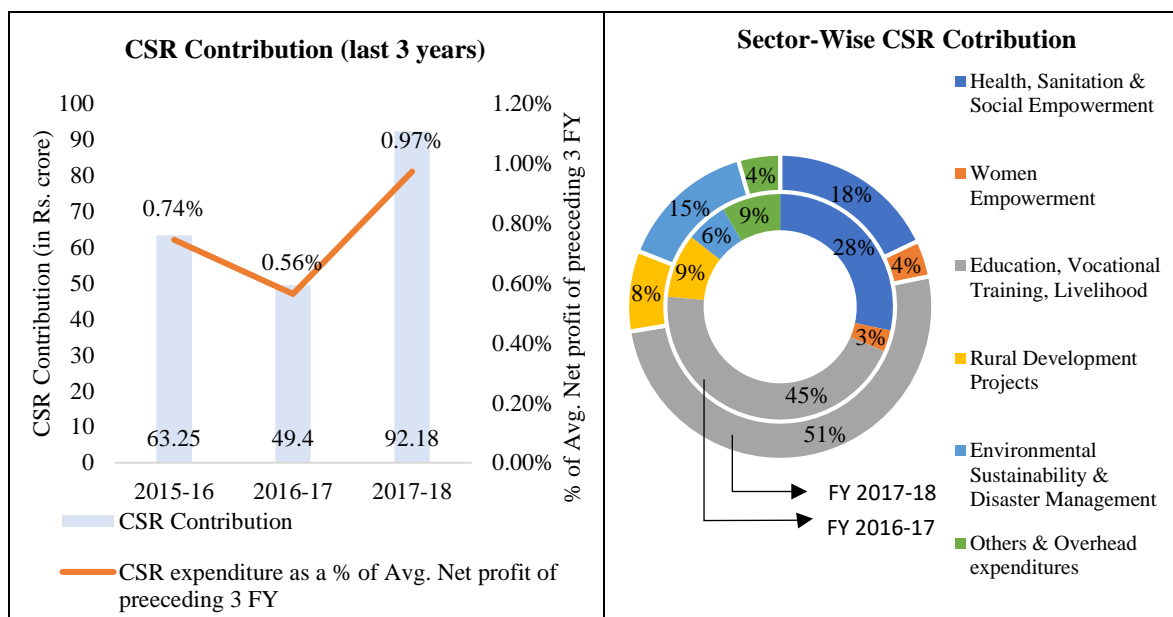 CSR Contribution (last 3 years)
CSR Contribution (in Rs. crore)
100
90
80
70
60
50
40
30
20
10
0
1.20%
1.00%
0.80%
0.60%
0.40%
0.20%
0.00%
% of Avg. Net profit of preceding 3 FY
0.74%
0.56%
0.97%
63.25
49.4
92.18
2015-16
2016-17
2017-18
CSR Contribution
CSR expenditure as a % of Avg. Net profit of
preeceding 3 FY
Sector-Wise CSR Cotribution
18%
4%
51%
8%
15%
4%
28%
3%
45%
9%
6%
9%
FY 2017-18
FY 2016-17
Health, Sanitation &
Social Empowerment
Women
Empowerment
Education, Vocational
Training, Livelihood
Rural Development
Projects
Environmental
Sustainability &
Disaster Management
Others & Overhead
expenditures